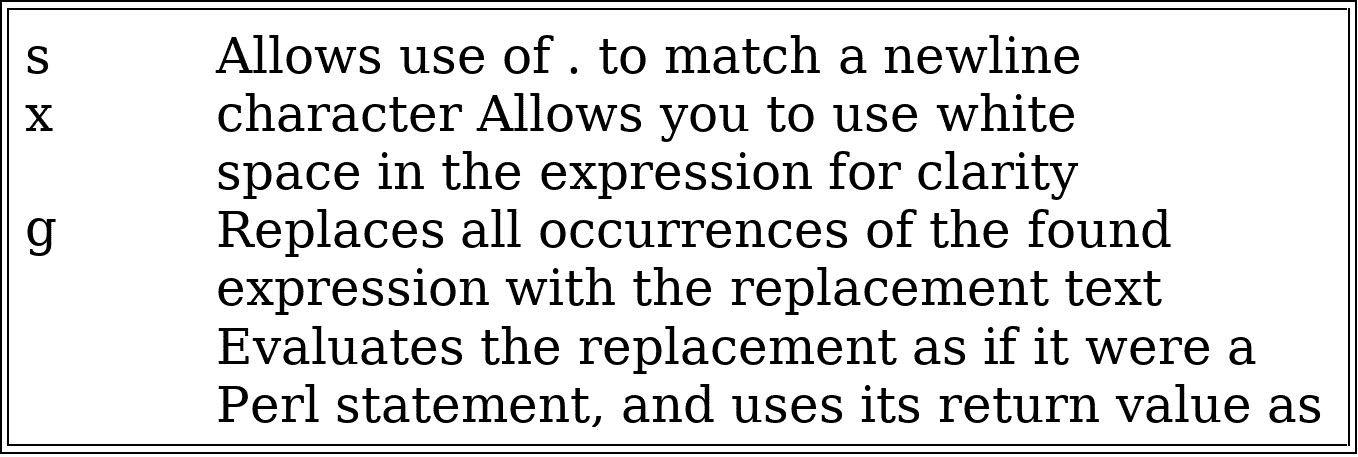 s Allows use of . to match a newline
x character Allows you to use white
space in the expression for clarity
g Replaces all occurrences of the found
expression with the replacement text
Evaluates the replacement as if it were a
Perl statement, and uses its return value as